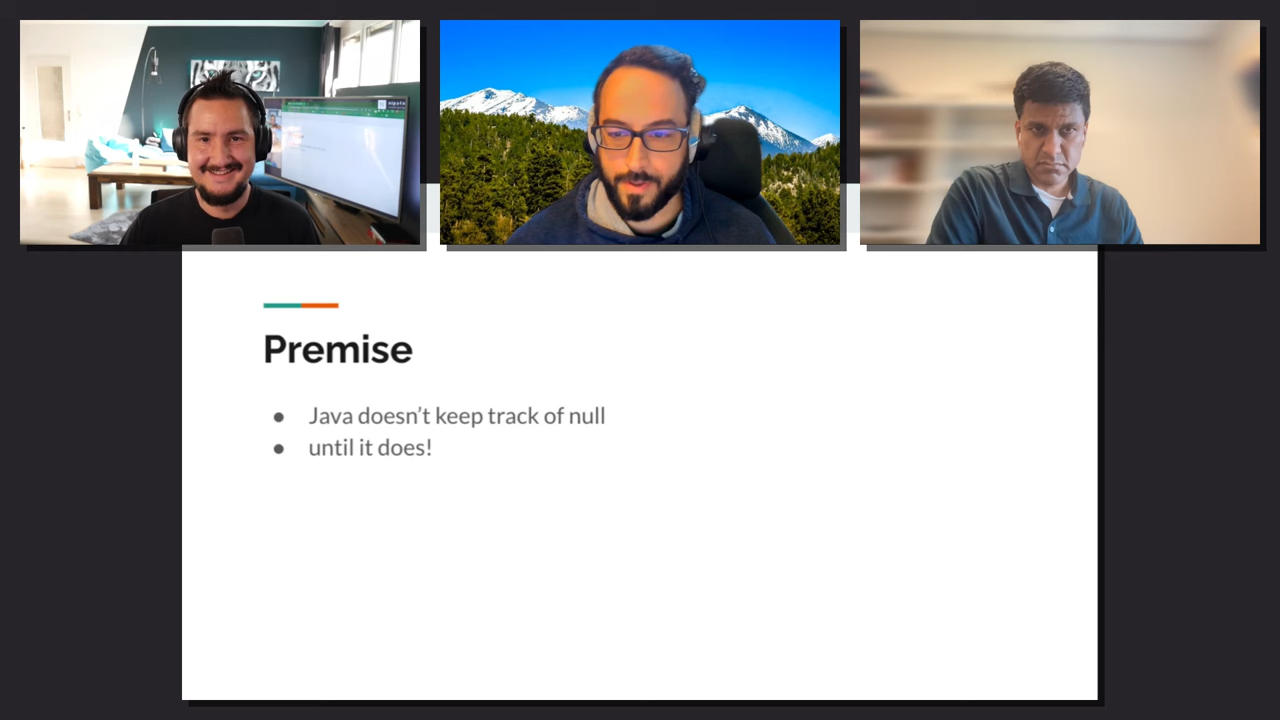 Premise
● Java doesn’t keep track of null
● until it does!